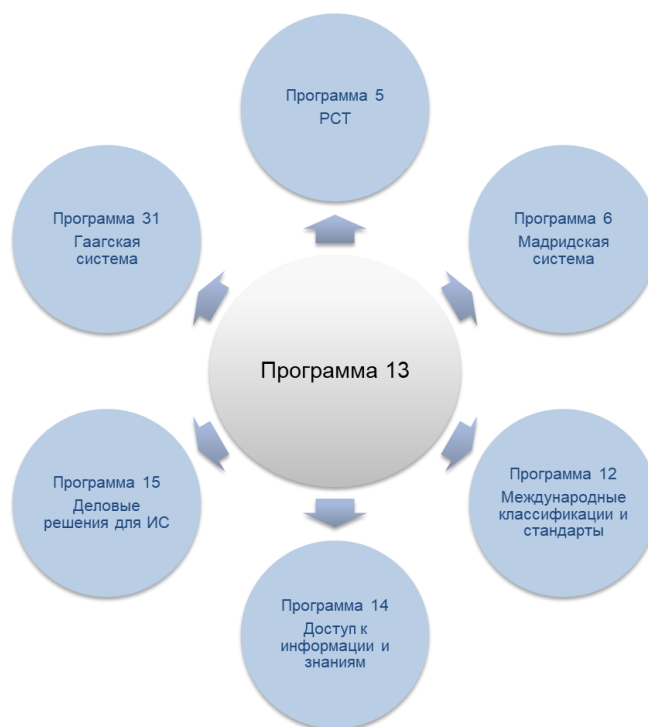 Программа 5
РСТ
Программа 31
Гаагская
система
Программа 6
Мадридская
система
Программа 13
Программа 15
Деловые
решения для ИС
Программа 12
Международные
классификации и
стандарты
Программа 14
Доступ к
информации и
знаниям